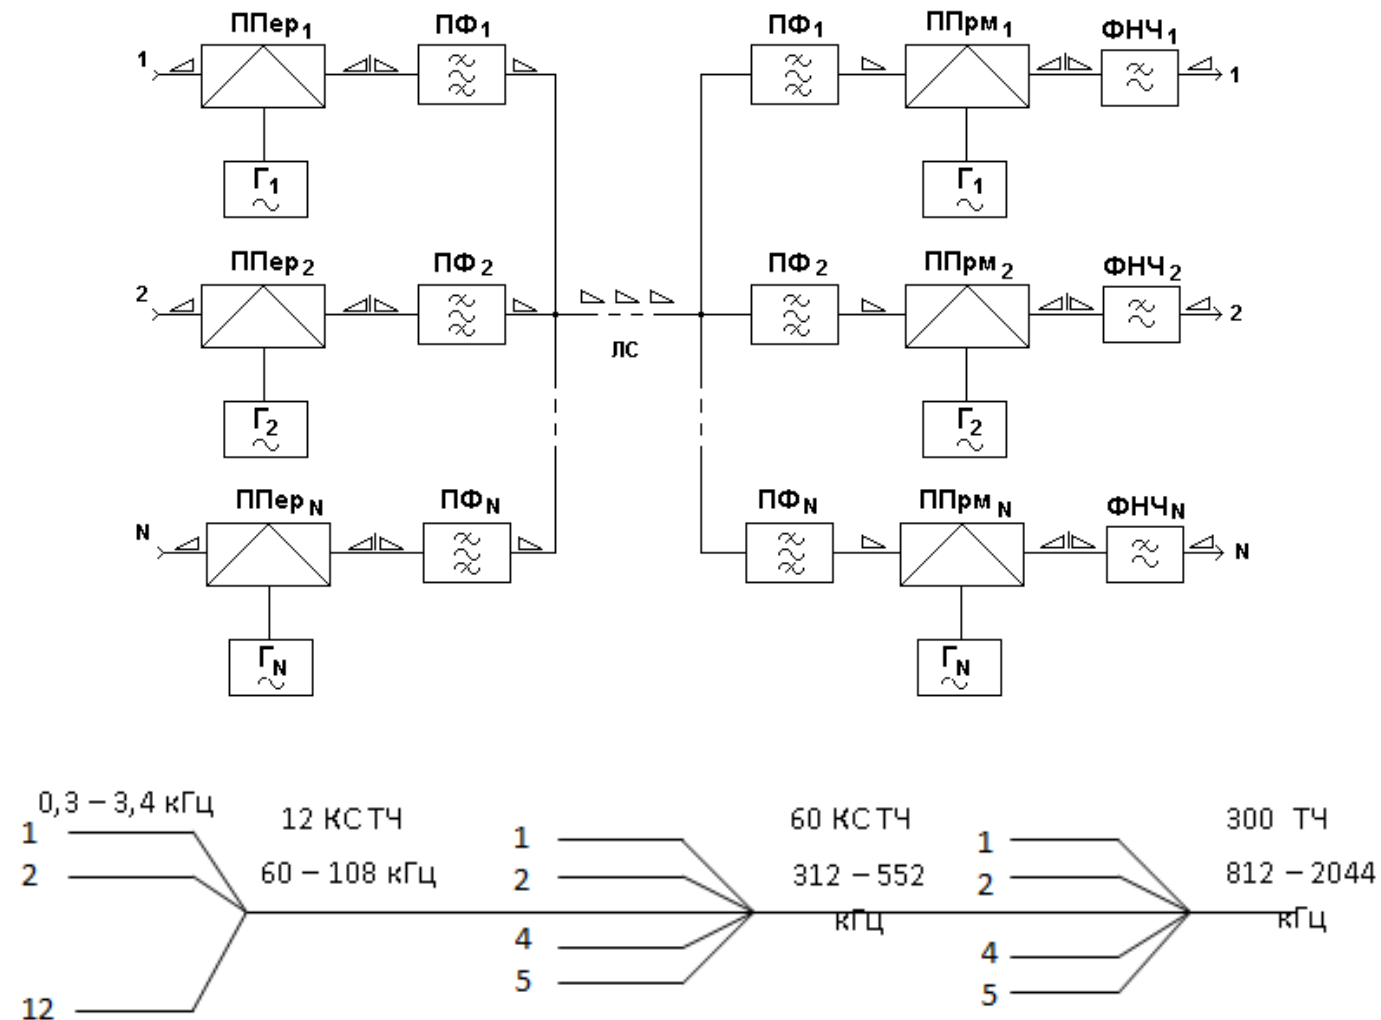 ППер1 ПФ1 ПФ1 ППрм1 ФНЧ1
1 1
Г1 Г1
ППер2 ПФ2 ПФ2 ППрм2 ФНЧ2
2 2
ЛС
Г2 Г2
ППерN ПФN ПФN ППрмN ФНЧN
N N
ГN ГN
0,3 – 3,4 кГц 12 КС ТЧ 60 КС ТЧ 300 ТЧ
1 1 1
2 60 – 108 кГц 2 312 – 552 2 812 – 2044
кГц кГц
4 4
12 5 5